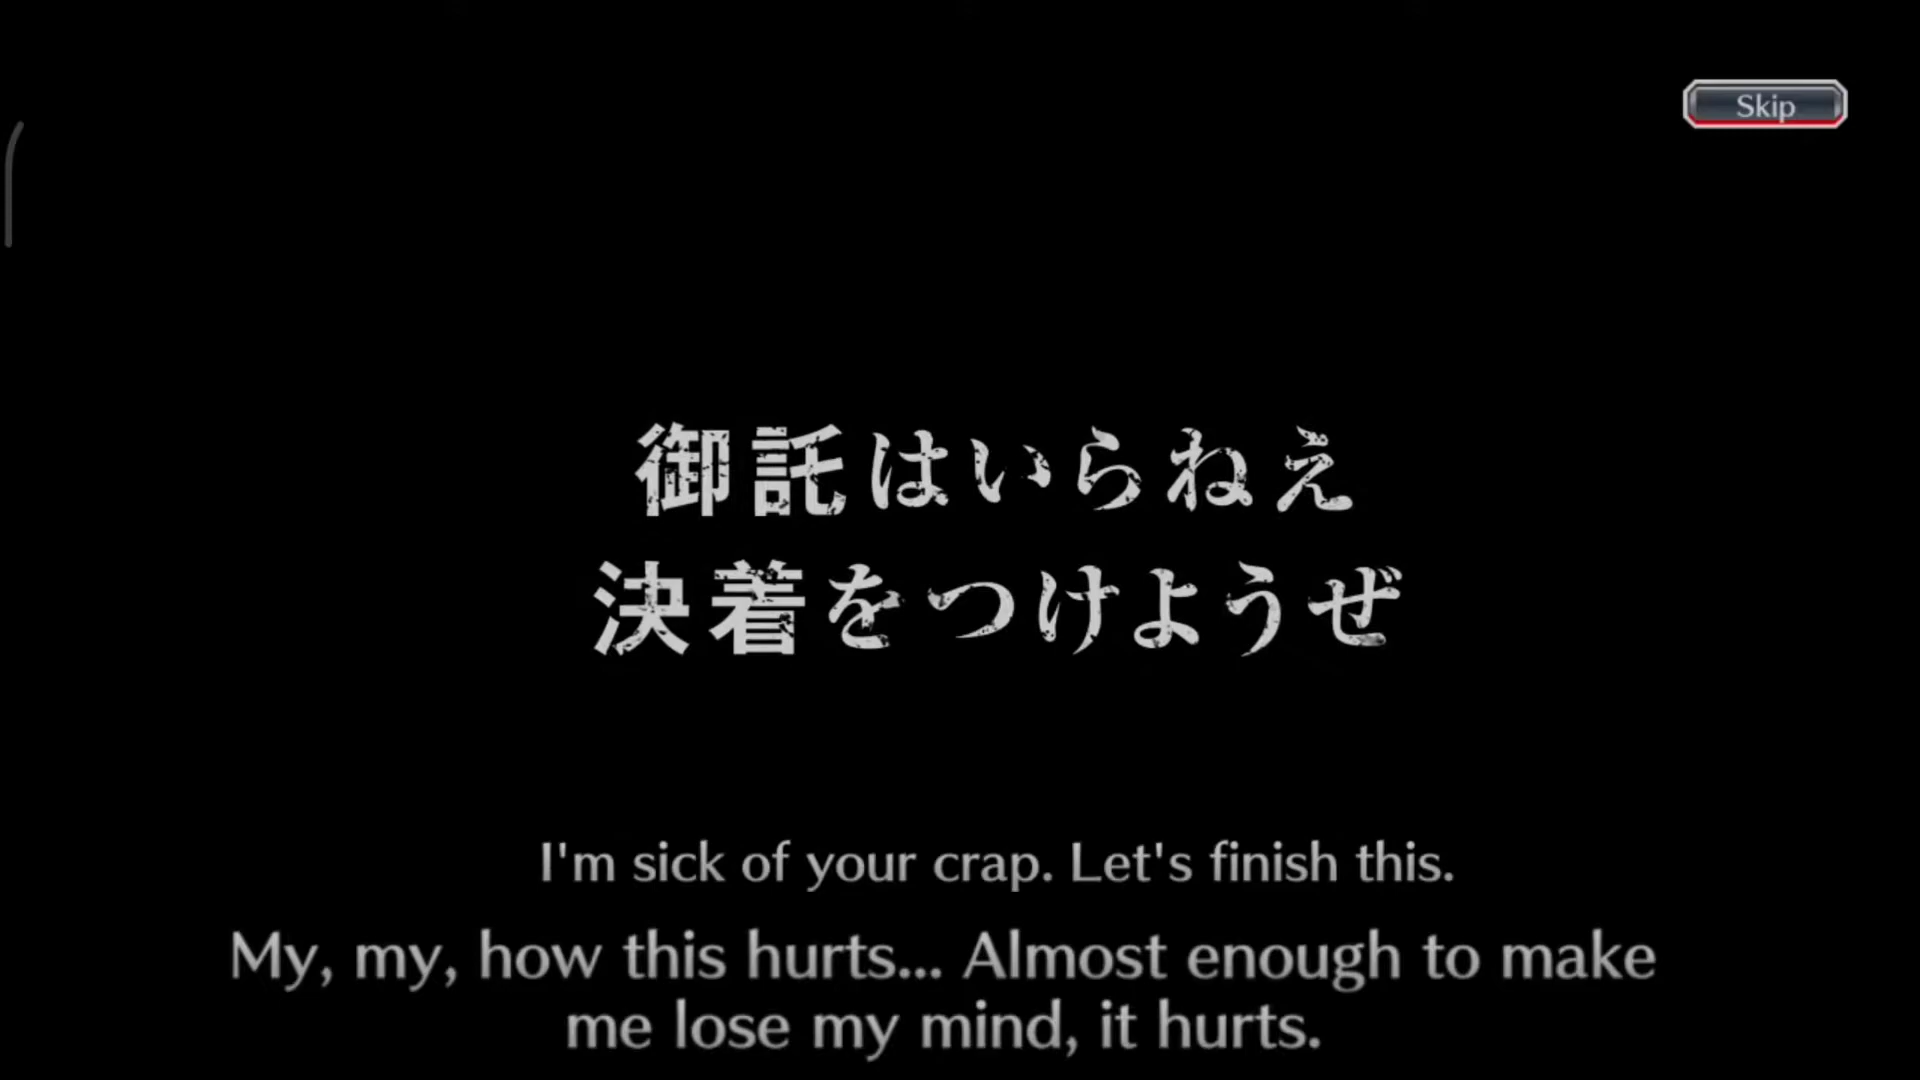 Skip
御託はいらねえ
決着をつけようぜ
I'm sick of your crap. Let's finish this.
My, my, how this hurts... Almost enough to make
me lose my mind, it hurts.